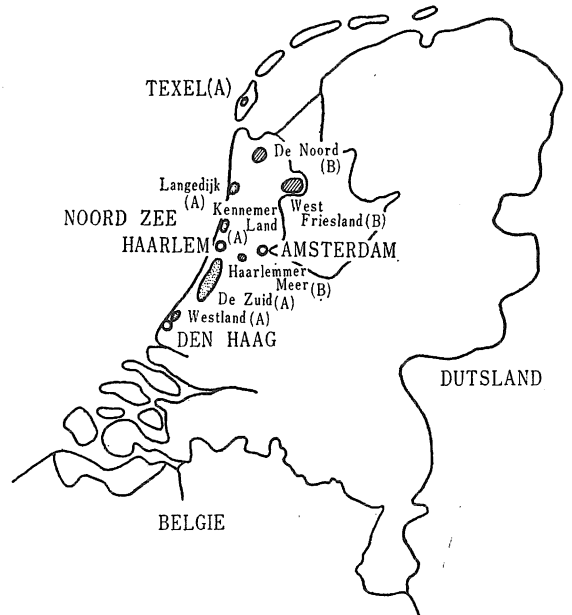 TEXEL(A)
De Noord
(B)
Langedijk
(A)
West
Friesland(B)
Kennemer
Land
(A)
NOORD ZEE
HAARLEM
AMSTERDAM
Haarlemmer
Meer(B)
De Zuid(A)
Westland(A)
DEN HAAG
DUTSLAND
BELGIE